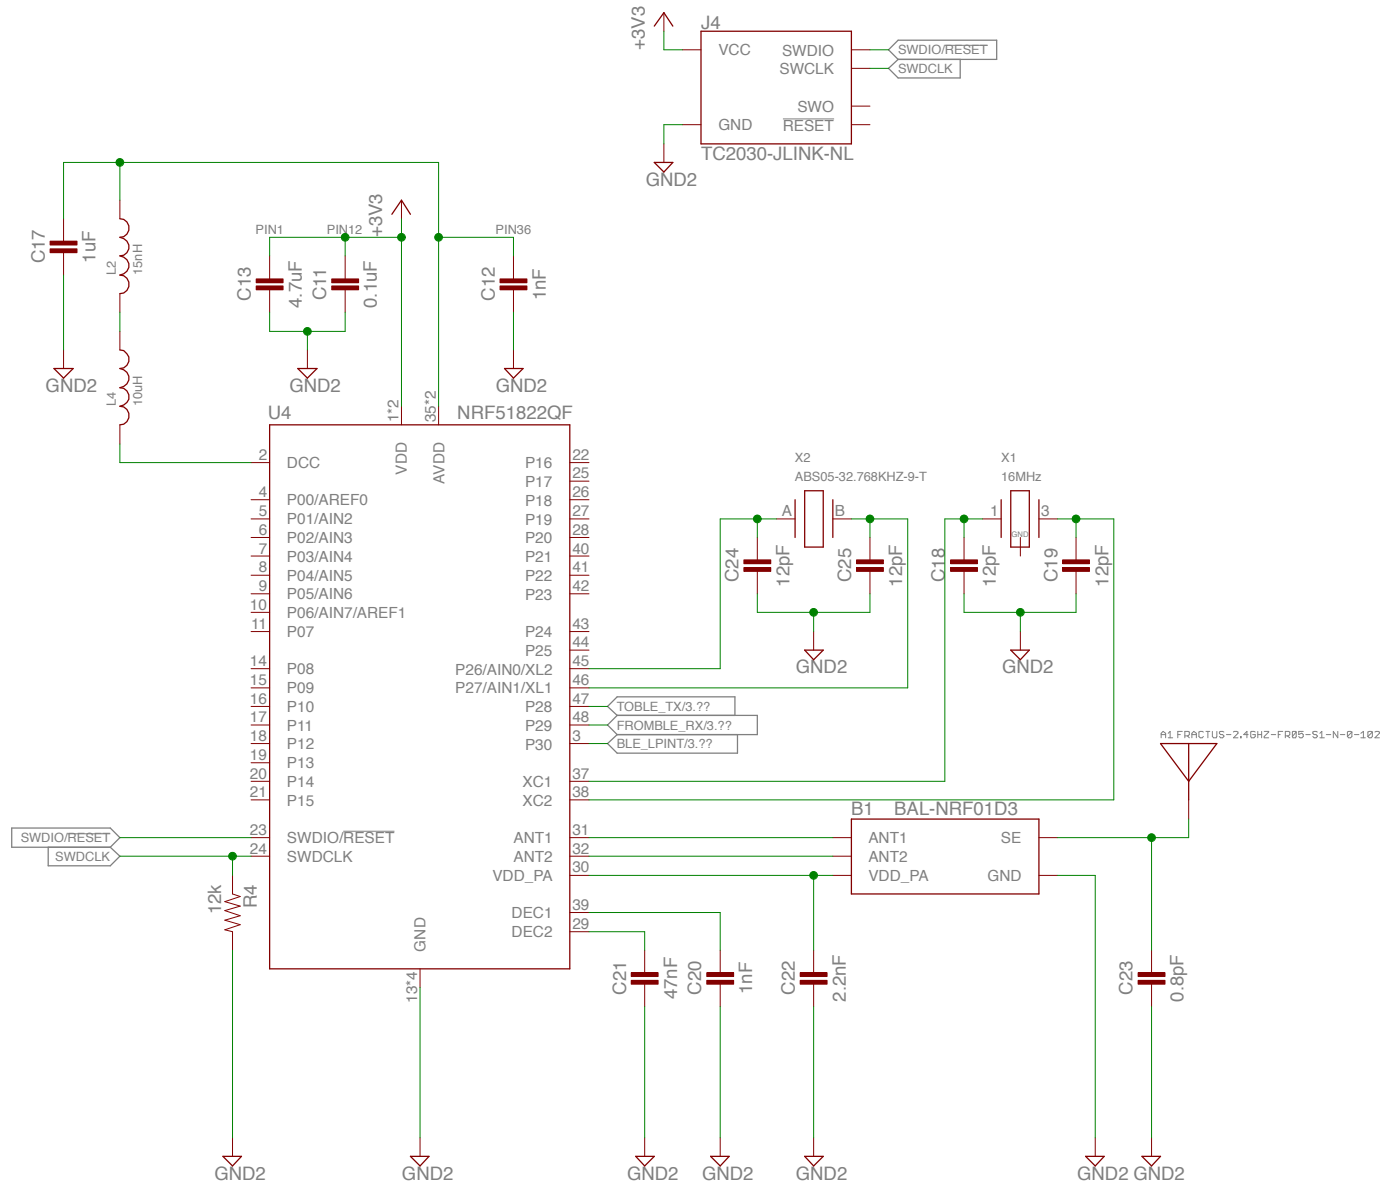 +3V3
J4
VCC
SWDIO
SWDIO/RESET
SWCLK
SWDCLK
SWO
GND
RESET
TC2030-JLINK-NL
GND2
C17
1uF
L2
15nH
L4
10uH
GND2
PIN1
PIN12
+3V3
PIN36
C13
4.7uF
C11
0.1uF
C12
1nF
GND2
GND2
U4
1*2
35*2
NRF51822QF
VDD
AVDD
2 DCC
4 P00/AREF0
5 P01/AIN2
6 P02/AIN3
7 P03/AIN4
8 P04/AIN5
9 P05/AIN6
10 P06/AIN7/AREF1
11 P07
14 P08
15 P09
16 P10
17 P11
18 P12
19 P13
20 P14
21 P15
SWDIO/RESET 23 SWDIO/RESET
SWDCLK 24 SWDCLK
12k
R4
GND
13*4
P16 22
P17 25
P18 26
P19 27
P20 28
P21 40
P22 41
P23 42
P24 43
P25 44
P26/AIN0/XL2 45
P27/AIN1/XL1 46
P28 47 TOBLE_TX/3.??
P29 48 FROMBLE_RX/3.??
P30 3 BLE_LPINT/3.??
XC1 37
XC2 38
ANT1 31
ANT2 32
VDD_PA 30
DEC1 39
DEC2 29
X2
ABS05-32.768KHZ-9-T
A B
C24
12pF
C25
12pF
GND2
X1
16MHz
1 3
GND
C18
12pF
C19
12pF
GND2
A1 FRACTUS-2.4GHZ-FR05-S1-N-0-102
B1 BAL-NRF01D3
ANT1 SE
ANT2
VDD_PA GND
C21
47nF
C20
1nF
C22
2.2nF
C23
0.8pF
GND2
GND2
GND2
GND2
GND2
GND2
GND2